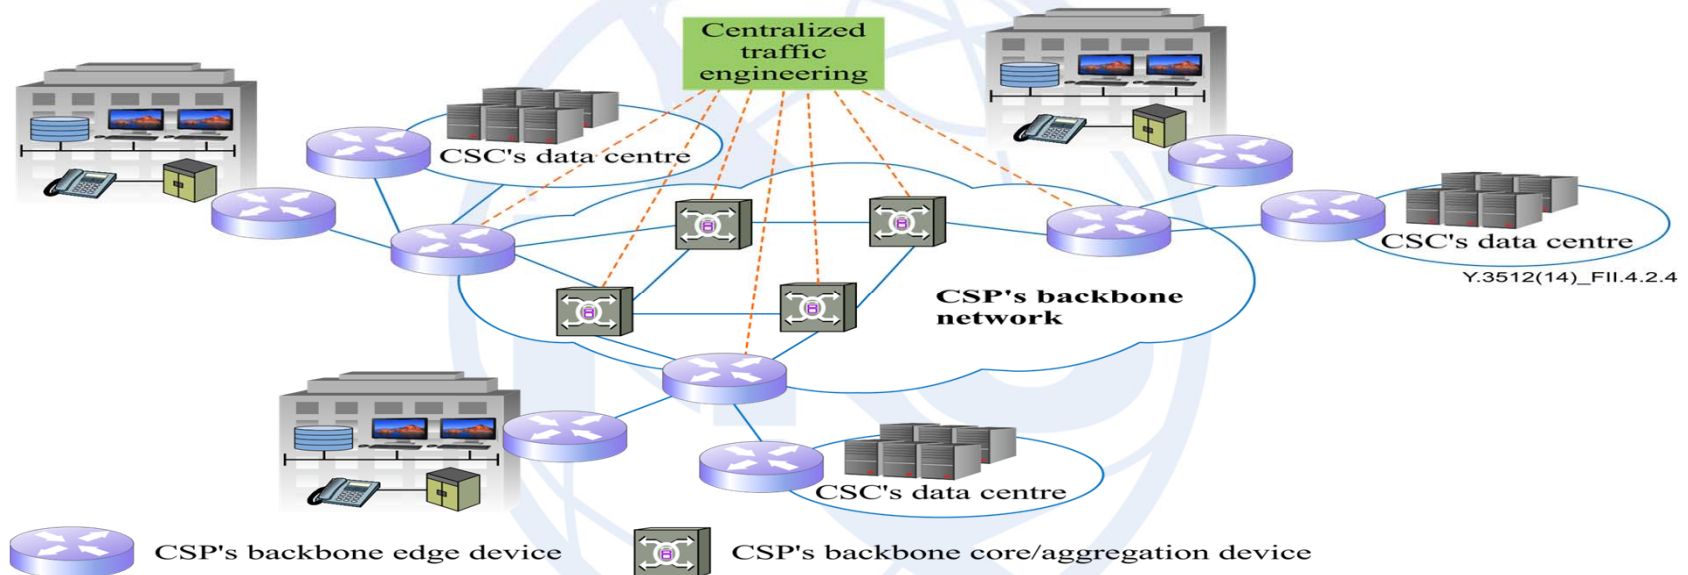 Centralized
traffic
engineering
CSC's data centre
CSC's data centre
Y.3512(14)_FII.4.2.4
CSP's backbone
network
CSC's data centre
CSP's backbone edge device
CSP's backbone core/aggregation device